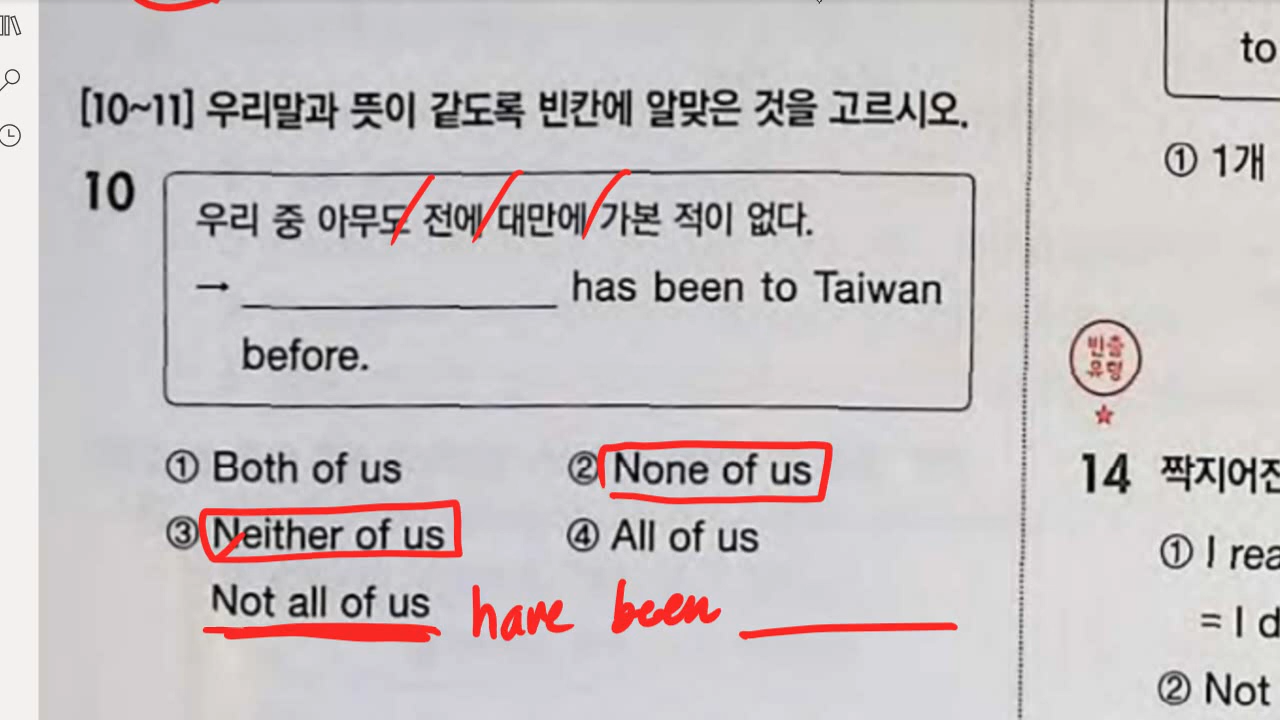 [10~11] 우리말과 뜻이 같도록 빈칸에 알맞은 것을 고르시오.
10
우리 중 아무도 전에 대만에 가본 적이 없다.
→ ____________ has been to Taiwan
before.
① Both of us ② None of us
③ Neither of us ④ All of us
Not all of us have been ________
to
① 1개
빈출
유형
14 짝지어진
① I rea
= I d
② Not